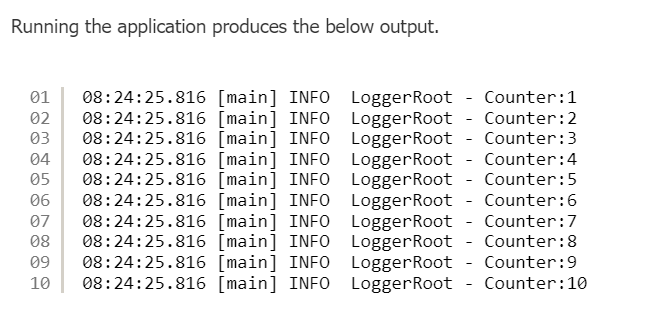 Running the application produces the below output.
01 08:24:25.816 [main] INFO  LoggerRoot - Counter:1
02 08:24:25.816 [main] INFO  LoggerRoot - Counter:2
03 08:24:25.816 [main] INFO  LoggerRoot - Counter:3
04 08:24:25.816 [main] INFO  LoggerRoot - Counter:4
05 08:24:25.816 [main] INFO  LoggerRoot - Counter:5
06 08:24:25.816 [main] INFO  LoggerRoot - Counter:6
07 08:24:25.816 [main] INFO  LoggerRoot - Counter:7
08 08:24:25.816 [main] INFO  LoggerRoot - Counter:8
09 08:24:25.816 [main] INFO  LoggerRoot - Counter:9
10 08:24:25.816 [main] INFO  LoggerRoot - Counter:10